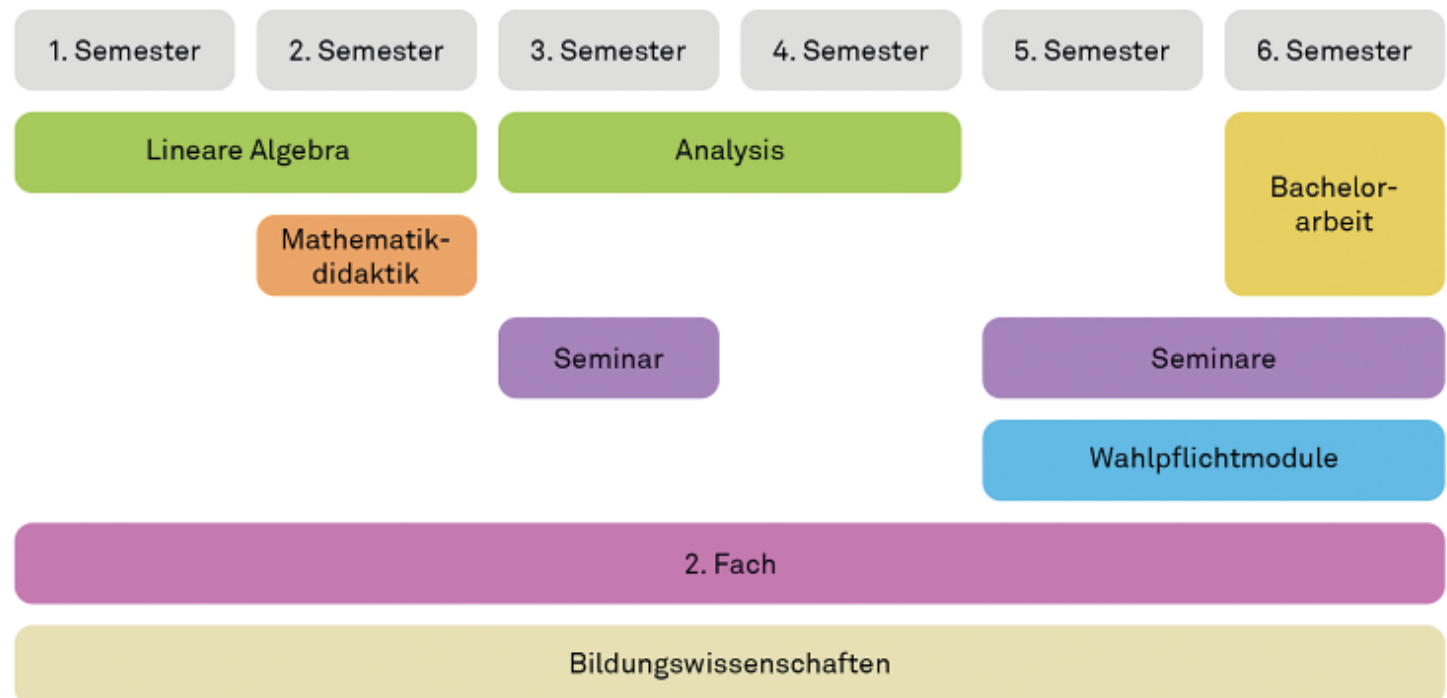 1. Semester
2. Semester
3. Semester
4. Semester
5. Semester
6. Semester
Lineare Algebra
Analysis
Bachelor-
arbeit
Mathematik-
didaktik
Seminar
Seminare
Wahlpflichtmodule
2. Fach
Bildungswissenschaften